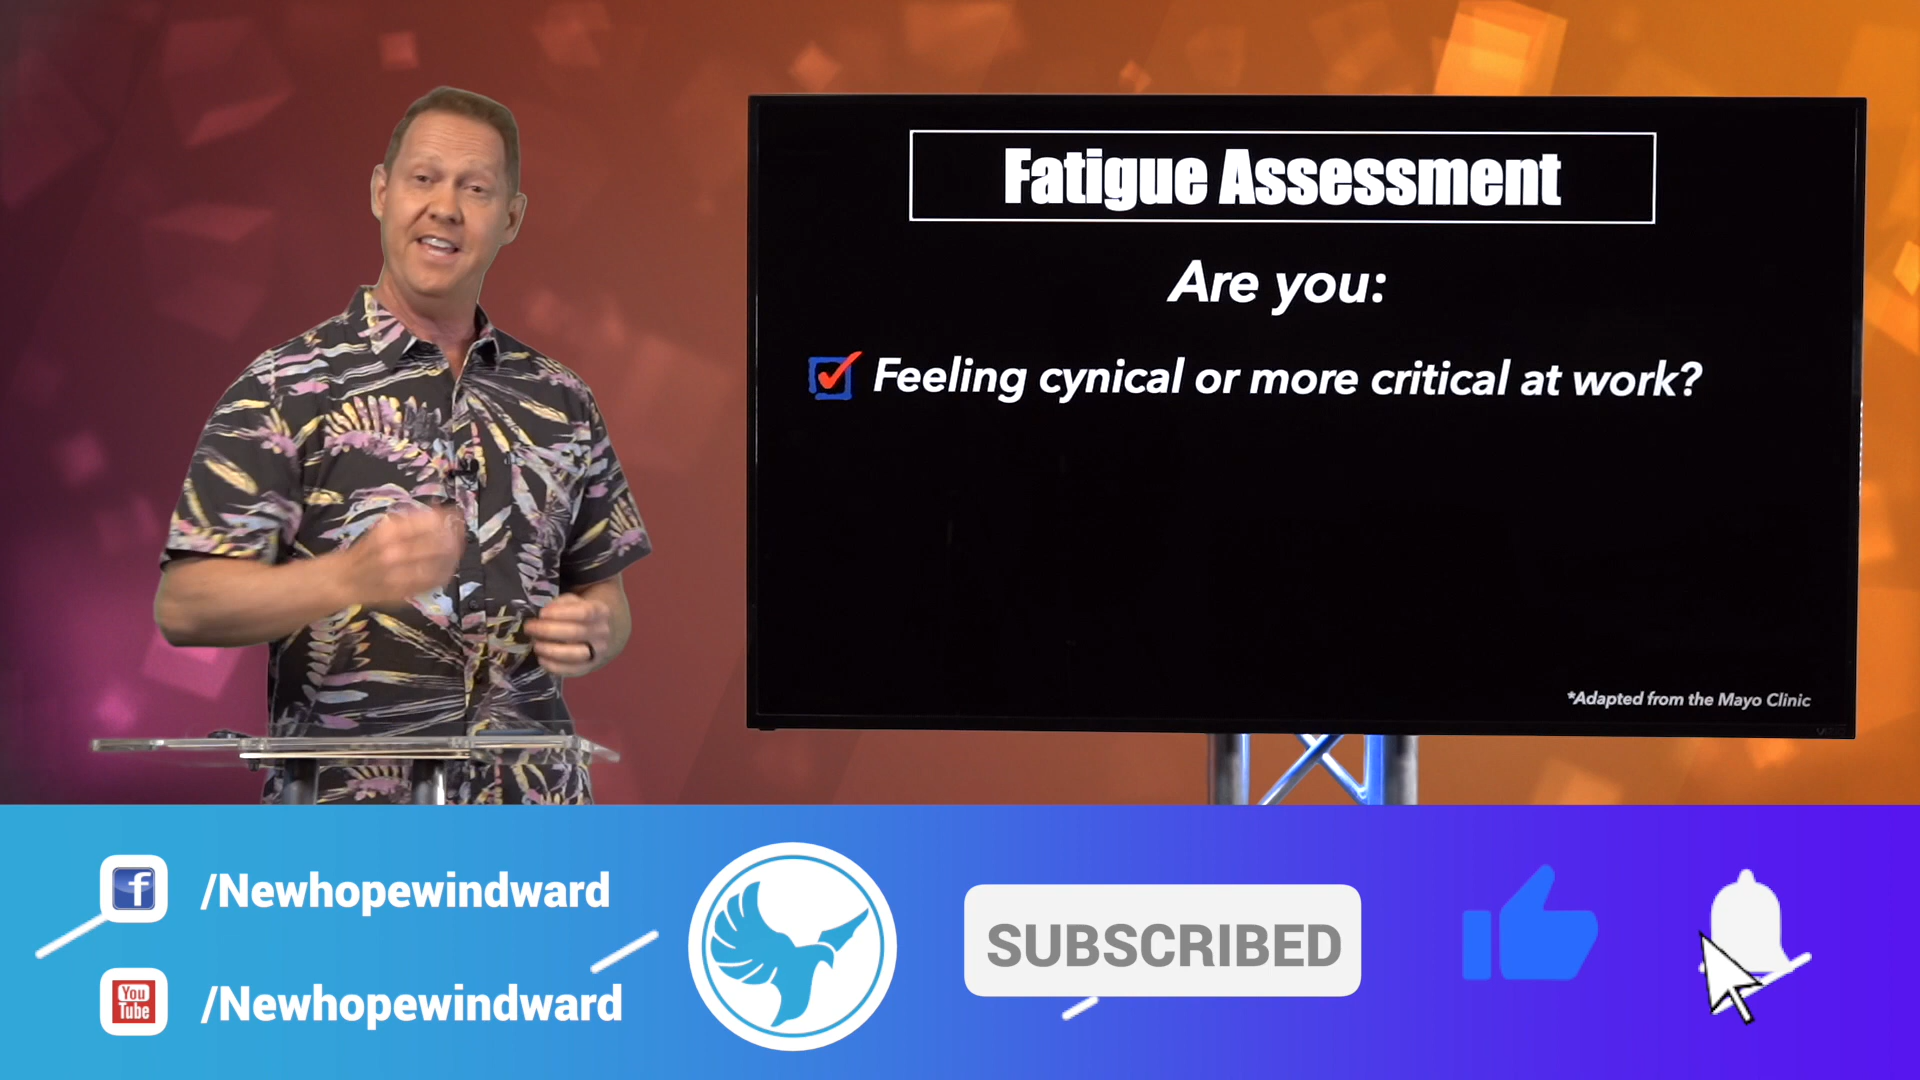 Fatigue Assessment
Are you:
Feeling cynical or more critical at work?
*Adapted from the Mayo Clinic
f /Newhopewindward
You
Tube /Newhopewindward
SUBSCRIBED